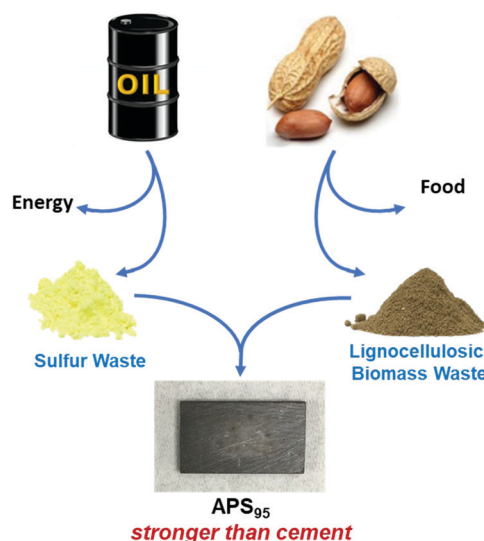 OIL
Energy
Food
Sulfur Waste
Lignocellulosic
Biomass Waste
APS₉₅
stronger than cement